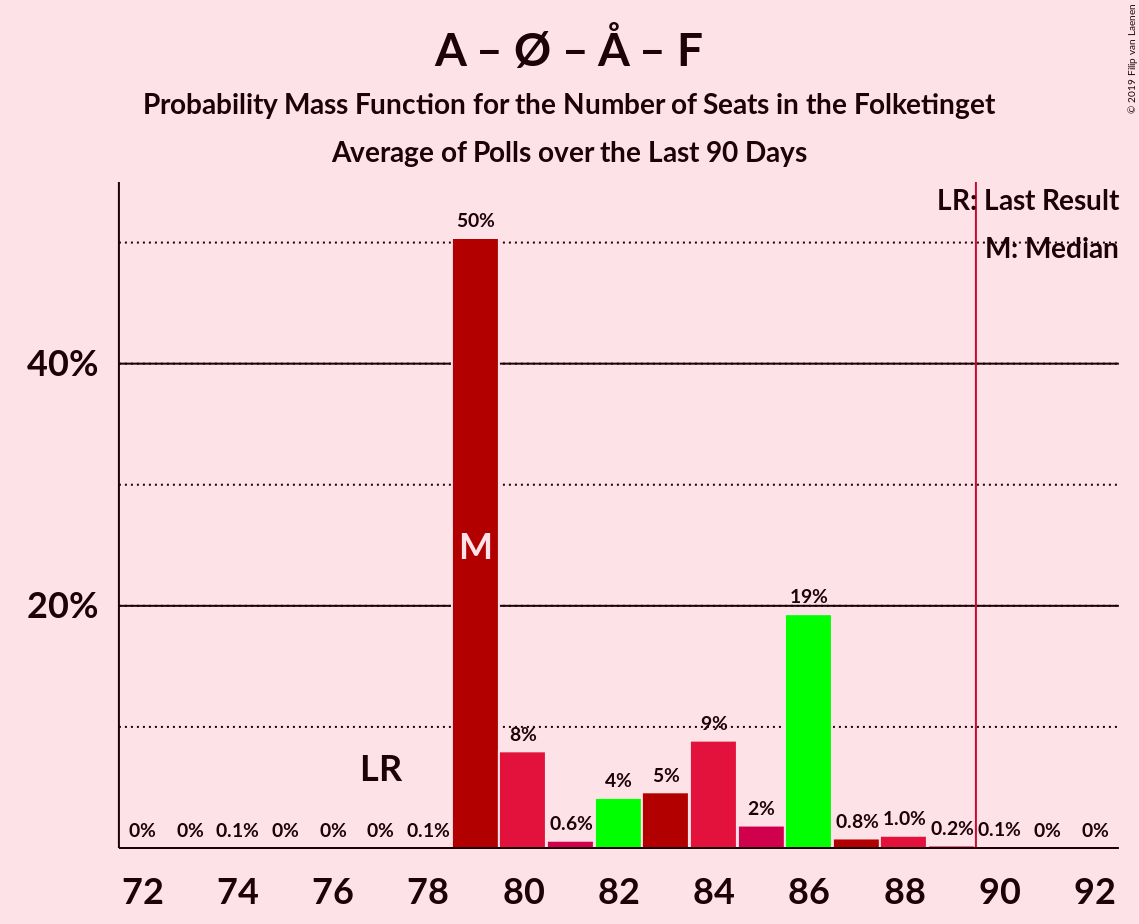 A – Ø – Å – F
Probability Mass Function for the Number of Seats in the Folketinget
Average of Polls over the Last 90 Days
© 2019 Filip van Laenen
LR: Last Result
M: Median
50%
40%
M
19%
20%
9%
8%
LR
4%
5%
2%
0%
0%
0.1%
0%
0%
0%
0.1%
0.6%
0.8%
1.0%
0.2%
0.1%
0%
0%
72 74 76 78 80 82 84 86 88 90 92